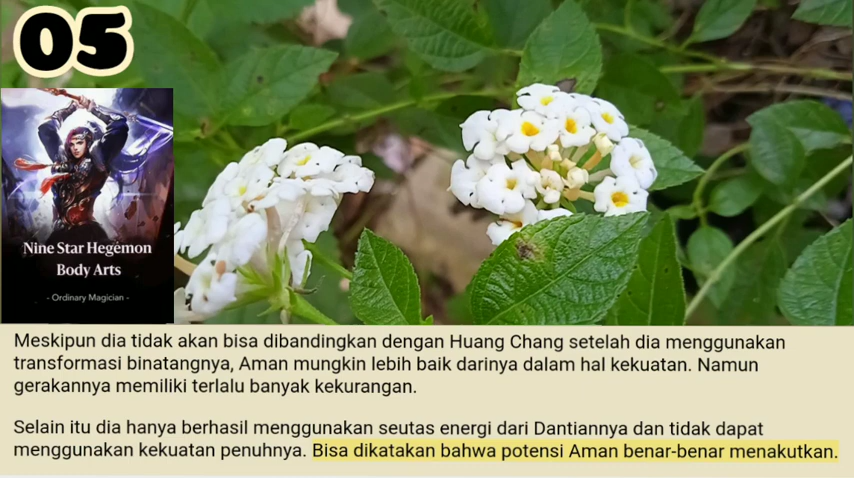 05
Nine Star Hegemon
Body Arts
- Ordinary Magician -
Meskipun dia tidak akan bisa dibandingkan dengan Huang Chang setelah dia menggunakan
transformasi binatangnya, Aman mungkin lebih baik darinya dalam hal kekuatan. Namun
gerakannya memiliki terlalu banyak kekurangan.
Selain itu dia hanya berhasil menggunakan seutas energi dari Dantiannya dan tidak dapat
menggunakan kekuatan penuhnya. Bisa dikatakan bahwa potensi Aman benar-benar menakutkan.